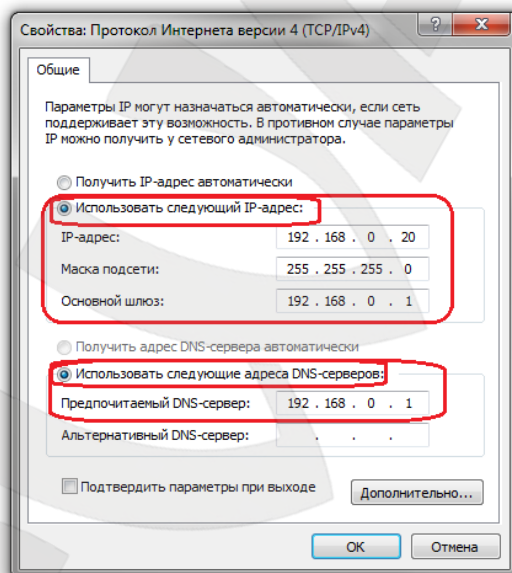 Свойства: Протокол Интернета версии 4 (TCP/IPv4)
?
X
Общие
Параметры IP могут назначаться автоматически, если сеть
поддерживает эту возможность. В противном случае параметры
IP можно получить у сетевого администратора.
Получить IP-адрес автоматически
Использовать следующий IP-адрес:
IP-адрес: 192 . 168 . 0 . 20
Маска подсети: 255 . 255 . 255 . 0
Основной шлюз: 192 . 168 . 0 . 1
Получить адрес DNS-сервера автоматически
Использовать следующие адреса DNS-серверов:
Предпочитаемый DNS-сервер: 192 . 168 . 0 . 1
Альтернативный DNS-сервер: . . .
Подтвердить параметры при выходе
Дополнительно...
ОК
Отмена